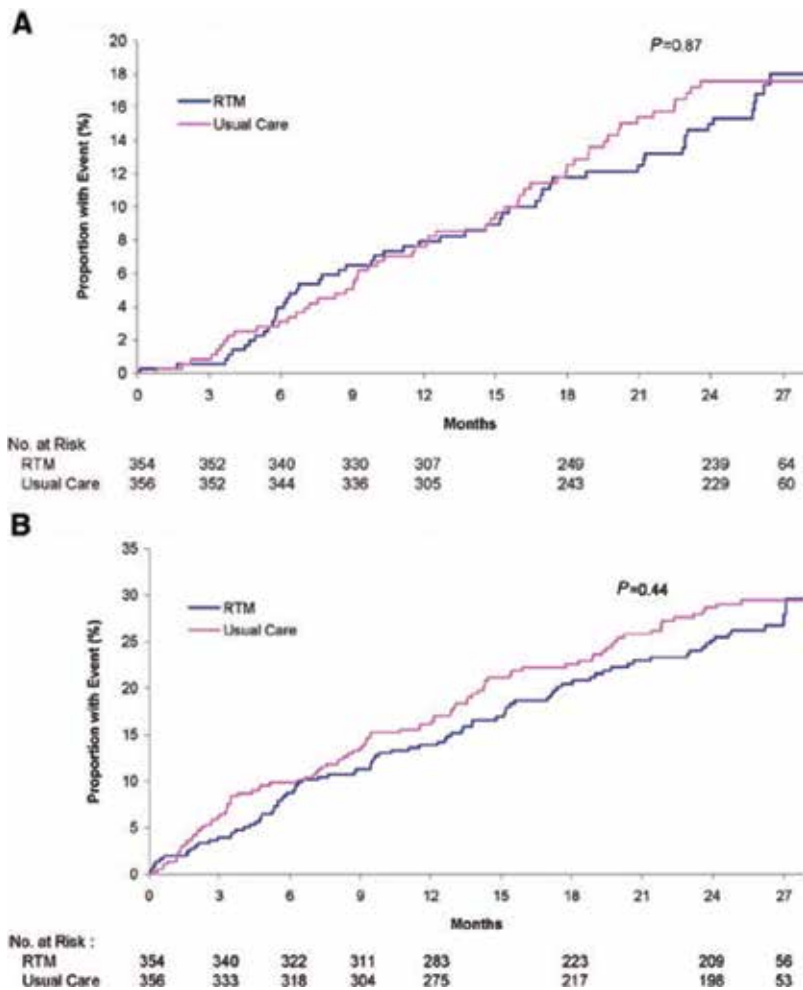 A
20
18
16
14
12
10
8
6
4
2
0
Proportion with Event (%)
P=0.87
RTM
Usual Care
0 3 6 9 12 15 18 21 24 27
Months
No. at Risk
RTM 354 352 340 330 307 249 239 64
Usual Care 356 352 344 336 305 243 229 60
B
35
30
25
20
15
10
5
0
Proportion with Event (%)
P=0.44
RTM
Usual Care
0 3 6 9 12 15 18 21 24 27
Months
No. at Risk :
RTM 354 340 322 311 283 223 209 56
Usual Care 356 333 318 304 275 217 198 53